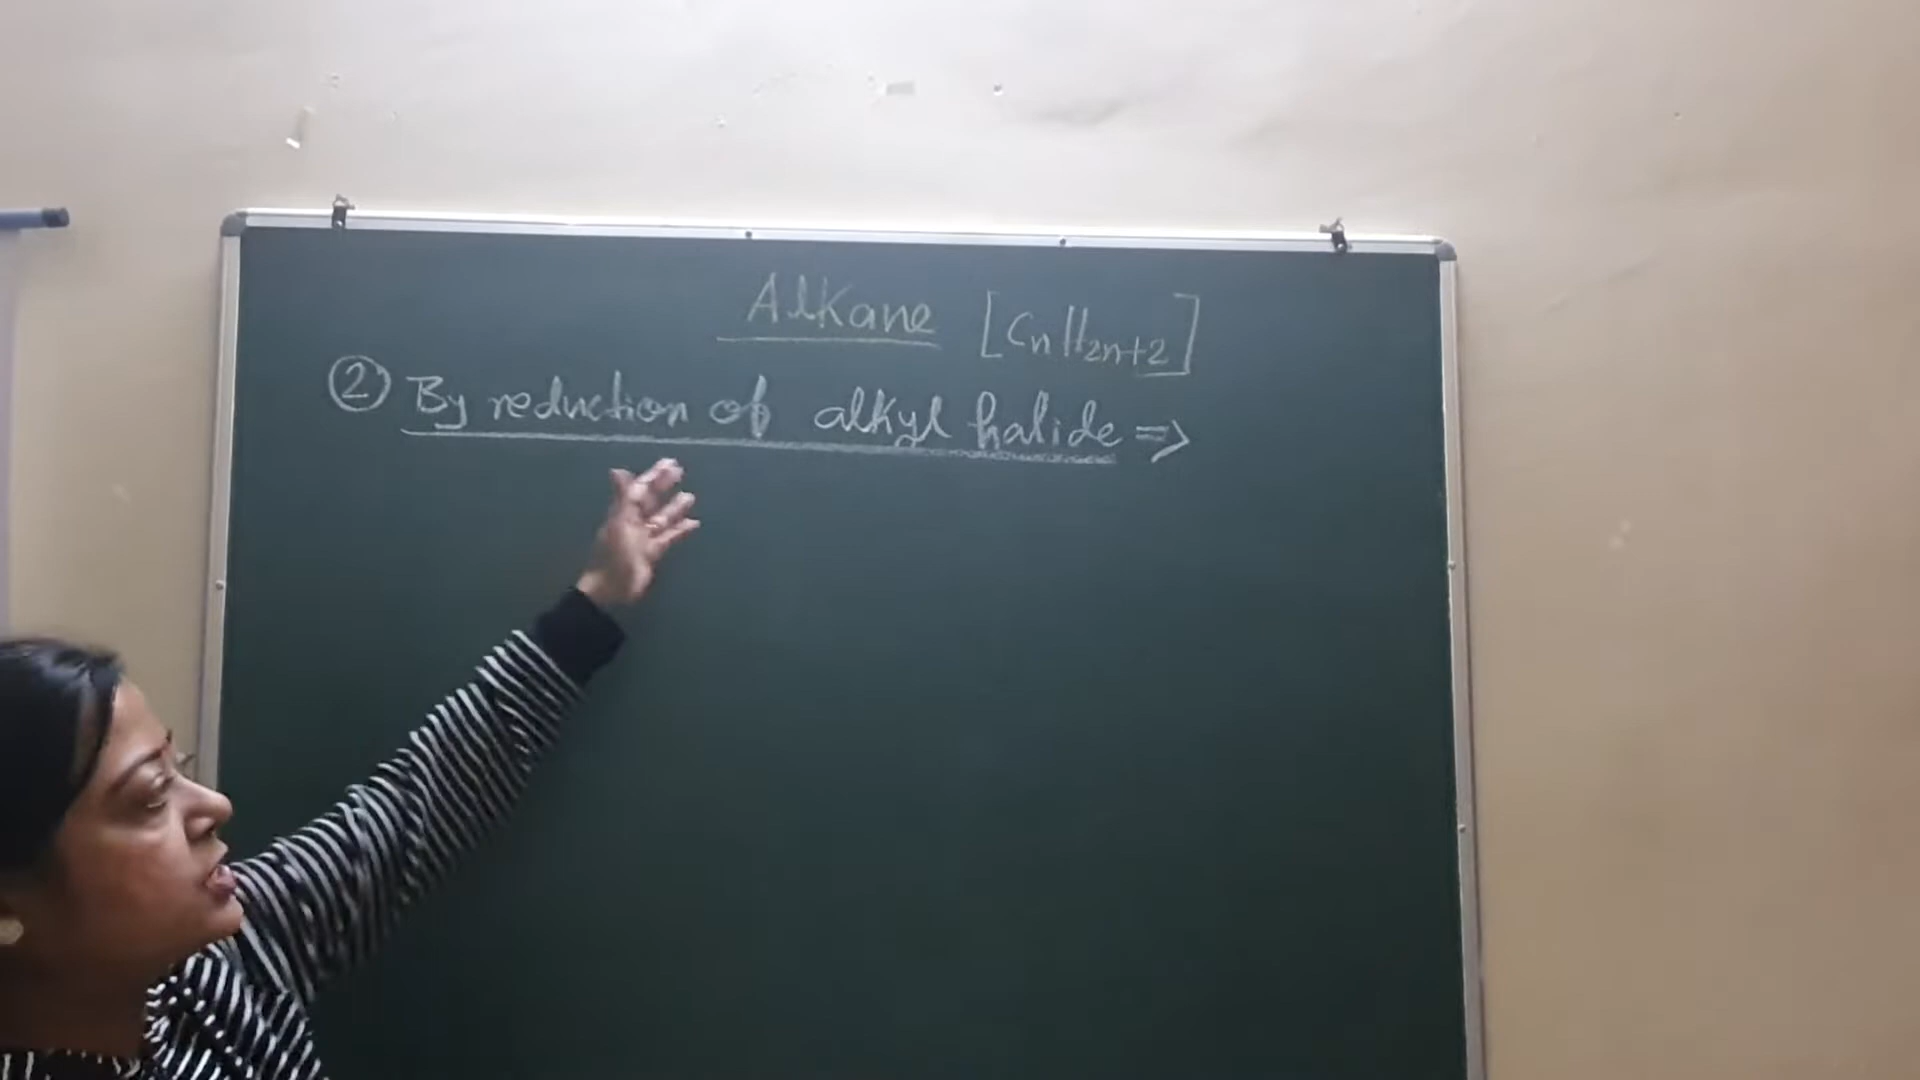 Alkane [CnH2n+2]
② By reduction of alkyl halide =>